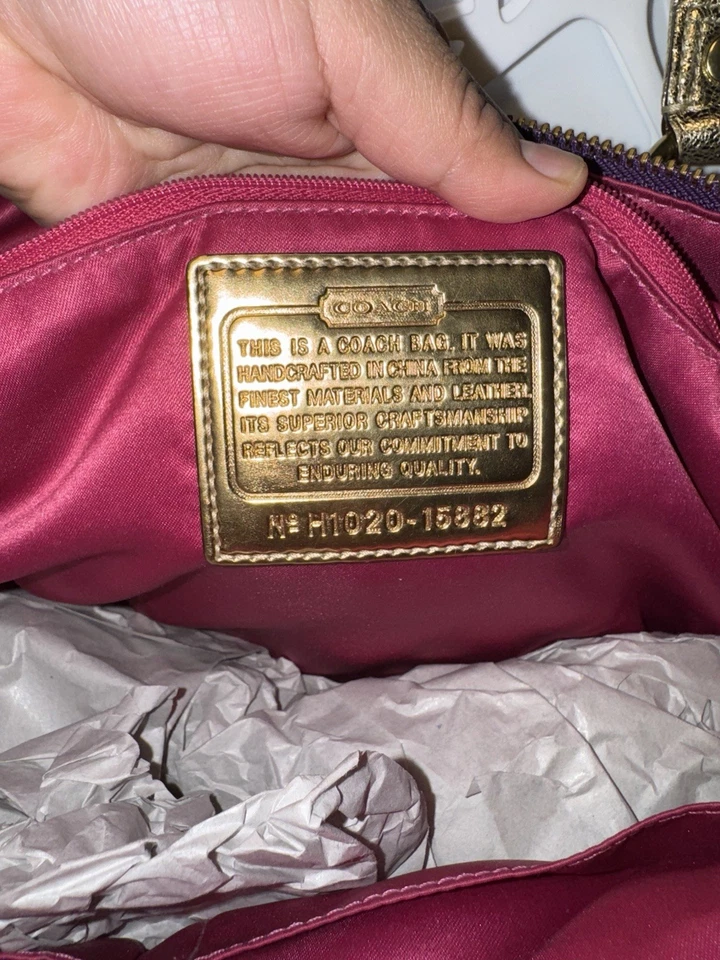 COACH
THIS IS A COACH BAG. IT WAS
HANDCRAFTED IN CHINA FROM THE
FINEST MATERIALS AND LEATHER.
ITS SUPERIOR CRAFTSMANSHIP
REFLECTS OUR COMMITMENT TO
ENDURING QUALITY.
Nº H1020-15882